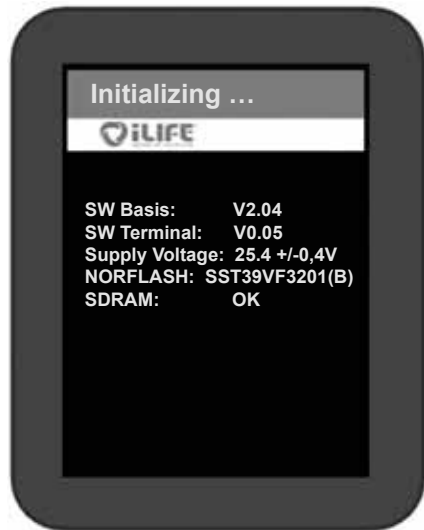 Initializing …
iLIFE
SW Basis: V2.04
SW Terminal: V0.05
Supply Voltage: 25.4 +/-0,4V
NORFLASH: SST39VF3201(B)
SDRAM: OK